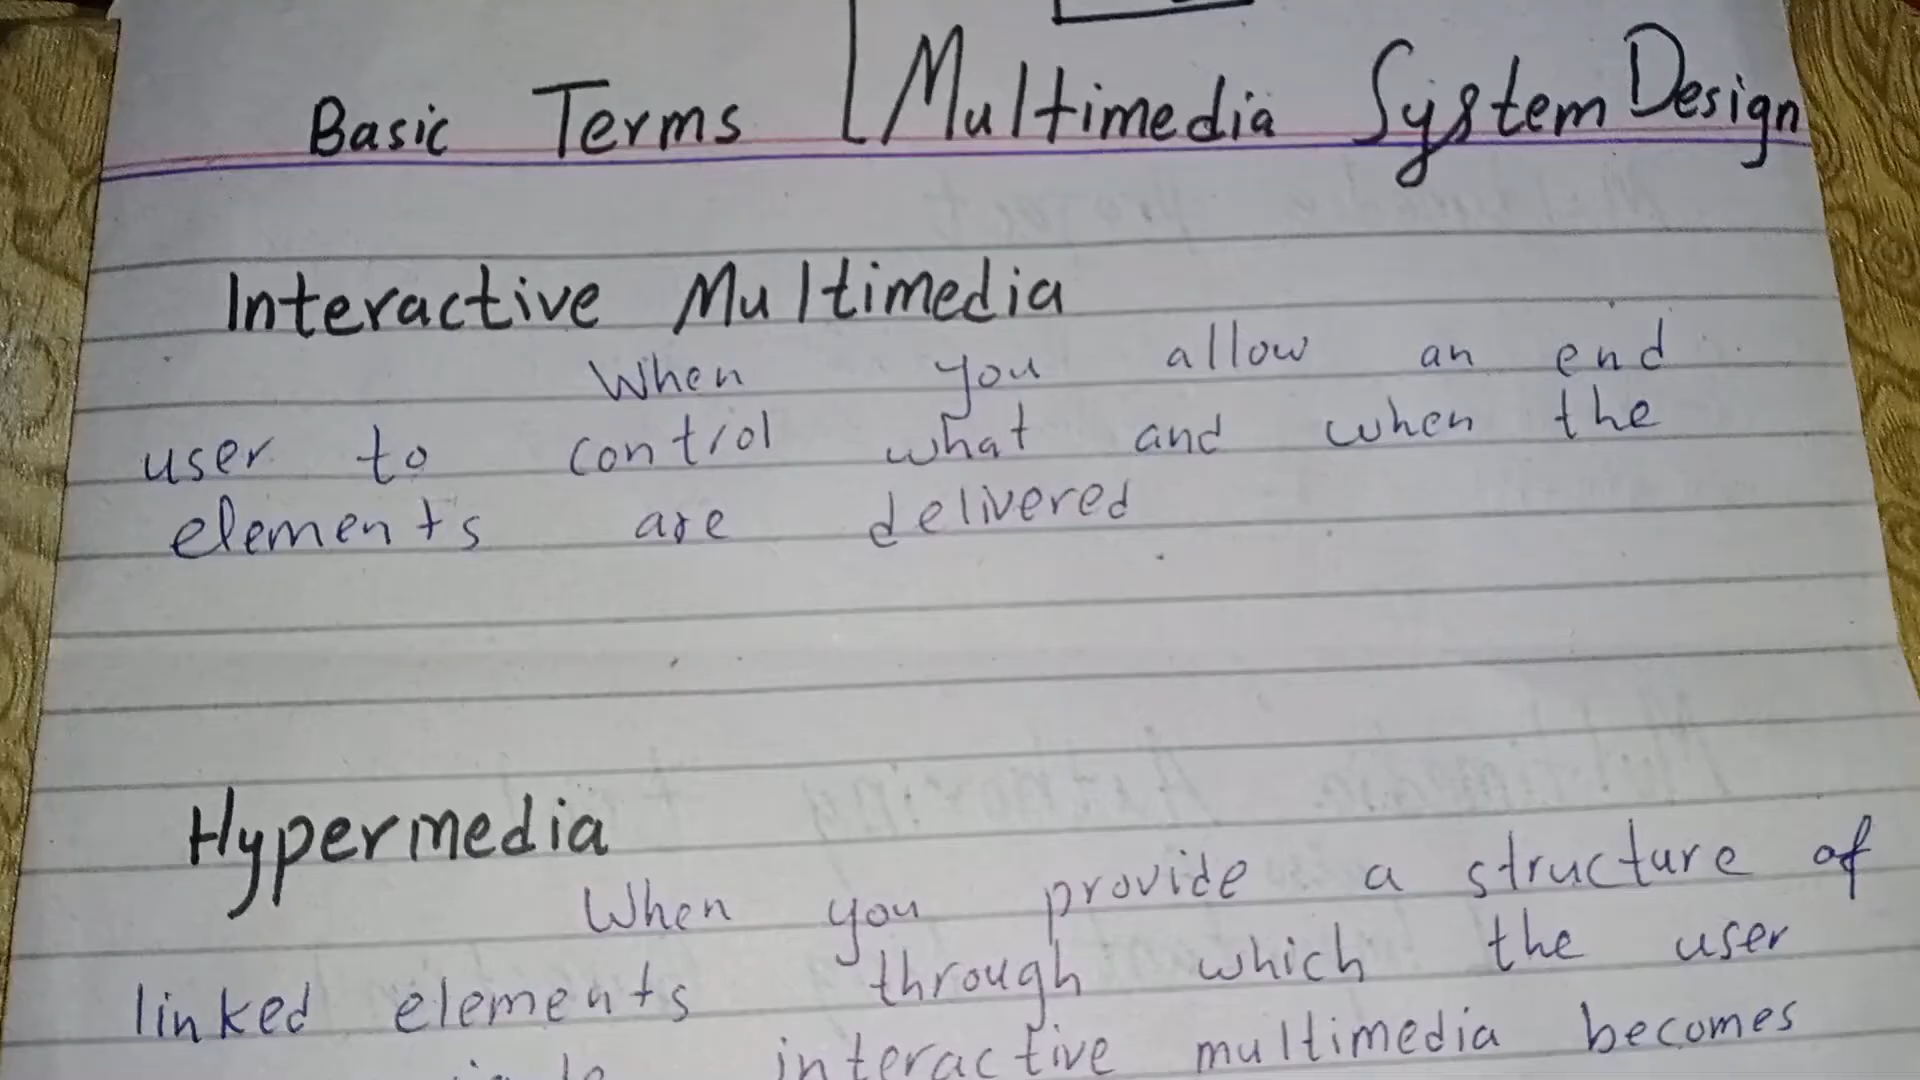 Basic Terms | Multimedia System Design
Interactive Multimedia
When you allow an end
user to control what and when the
elements are delivered
Hypermedia
When you provide a structure of
linked elements through which the user
interactive multimedia becomes